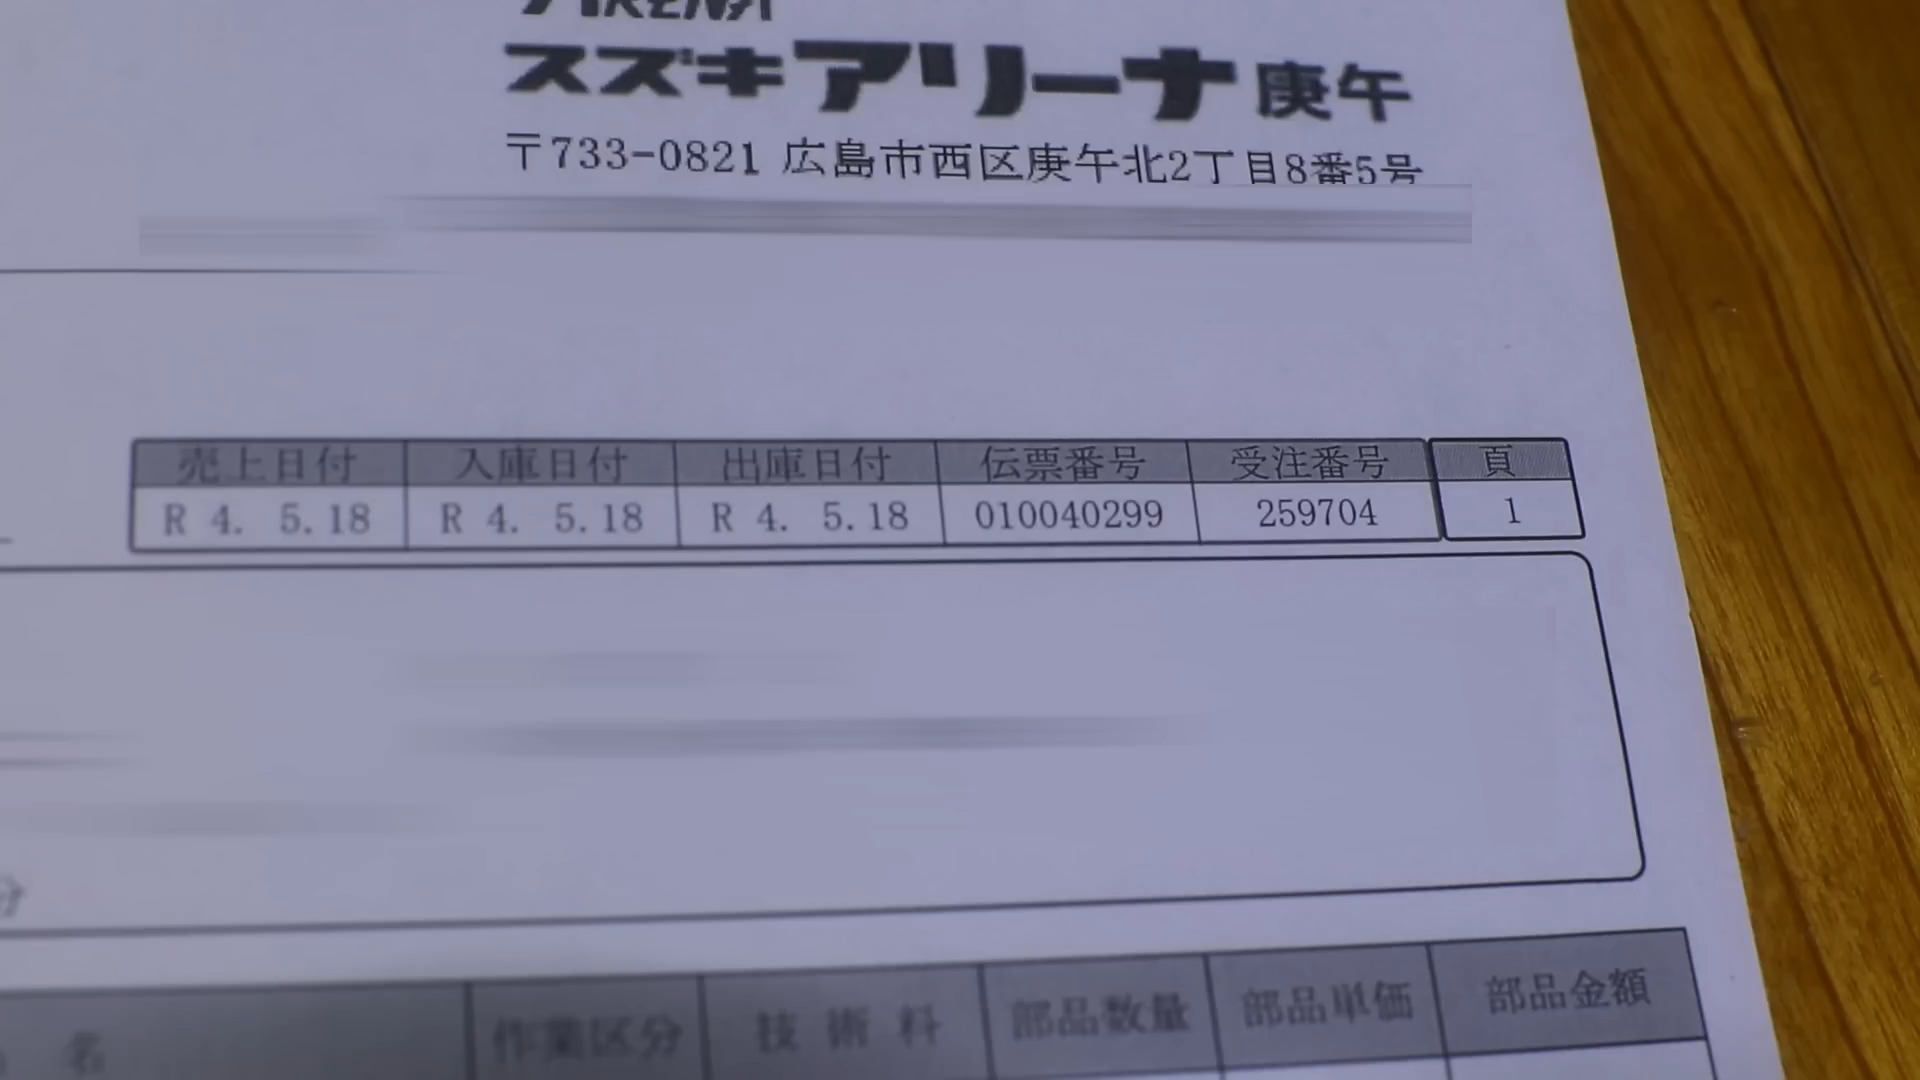 ARENA
スズキアリーナ庚午
〒733-0821 広島市西区庚午北2丁目8番5号
売上日付 入庫日付 出庫日付 伝票番号 受注番号 頁
R 4. 5.18 R 4. 5.18 R 4. 5.18 010040299 259704 1
分
名 作業区分 技術料 部品数量 部品単価 部品金額